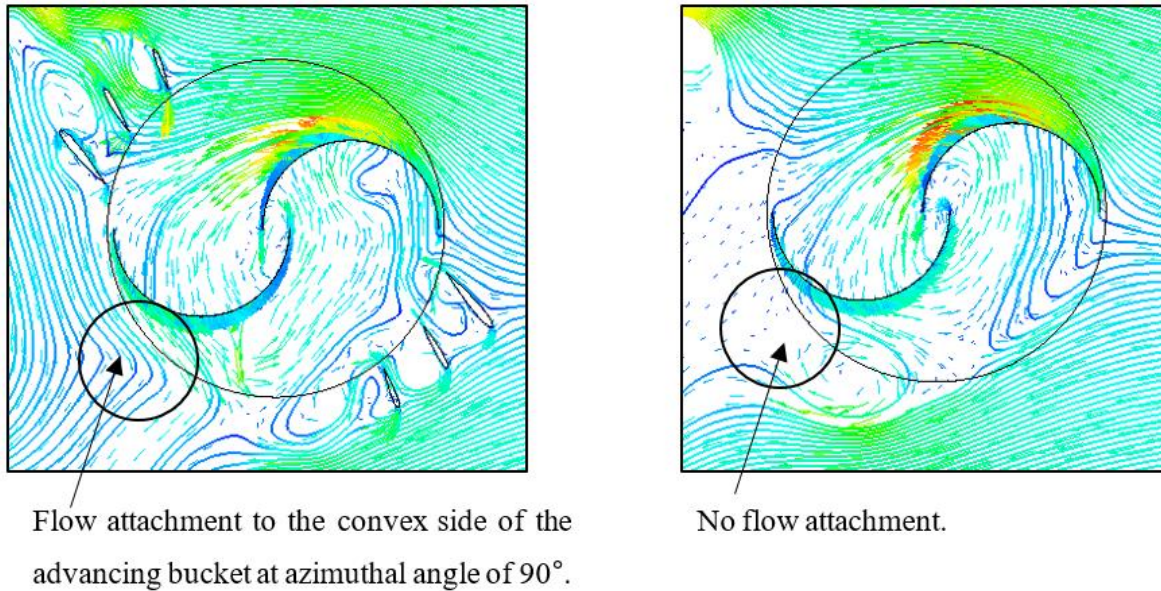 Flow attachment to the convex side of the
advancing bucket at azimuthal angle of 90°.
No flow attachment.